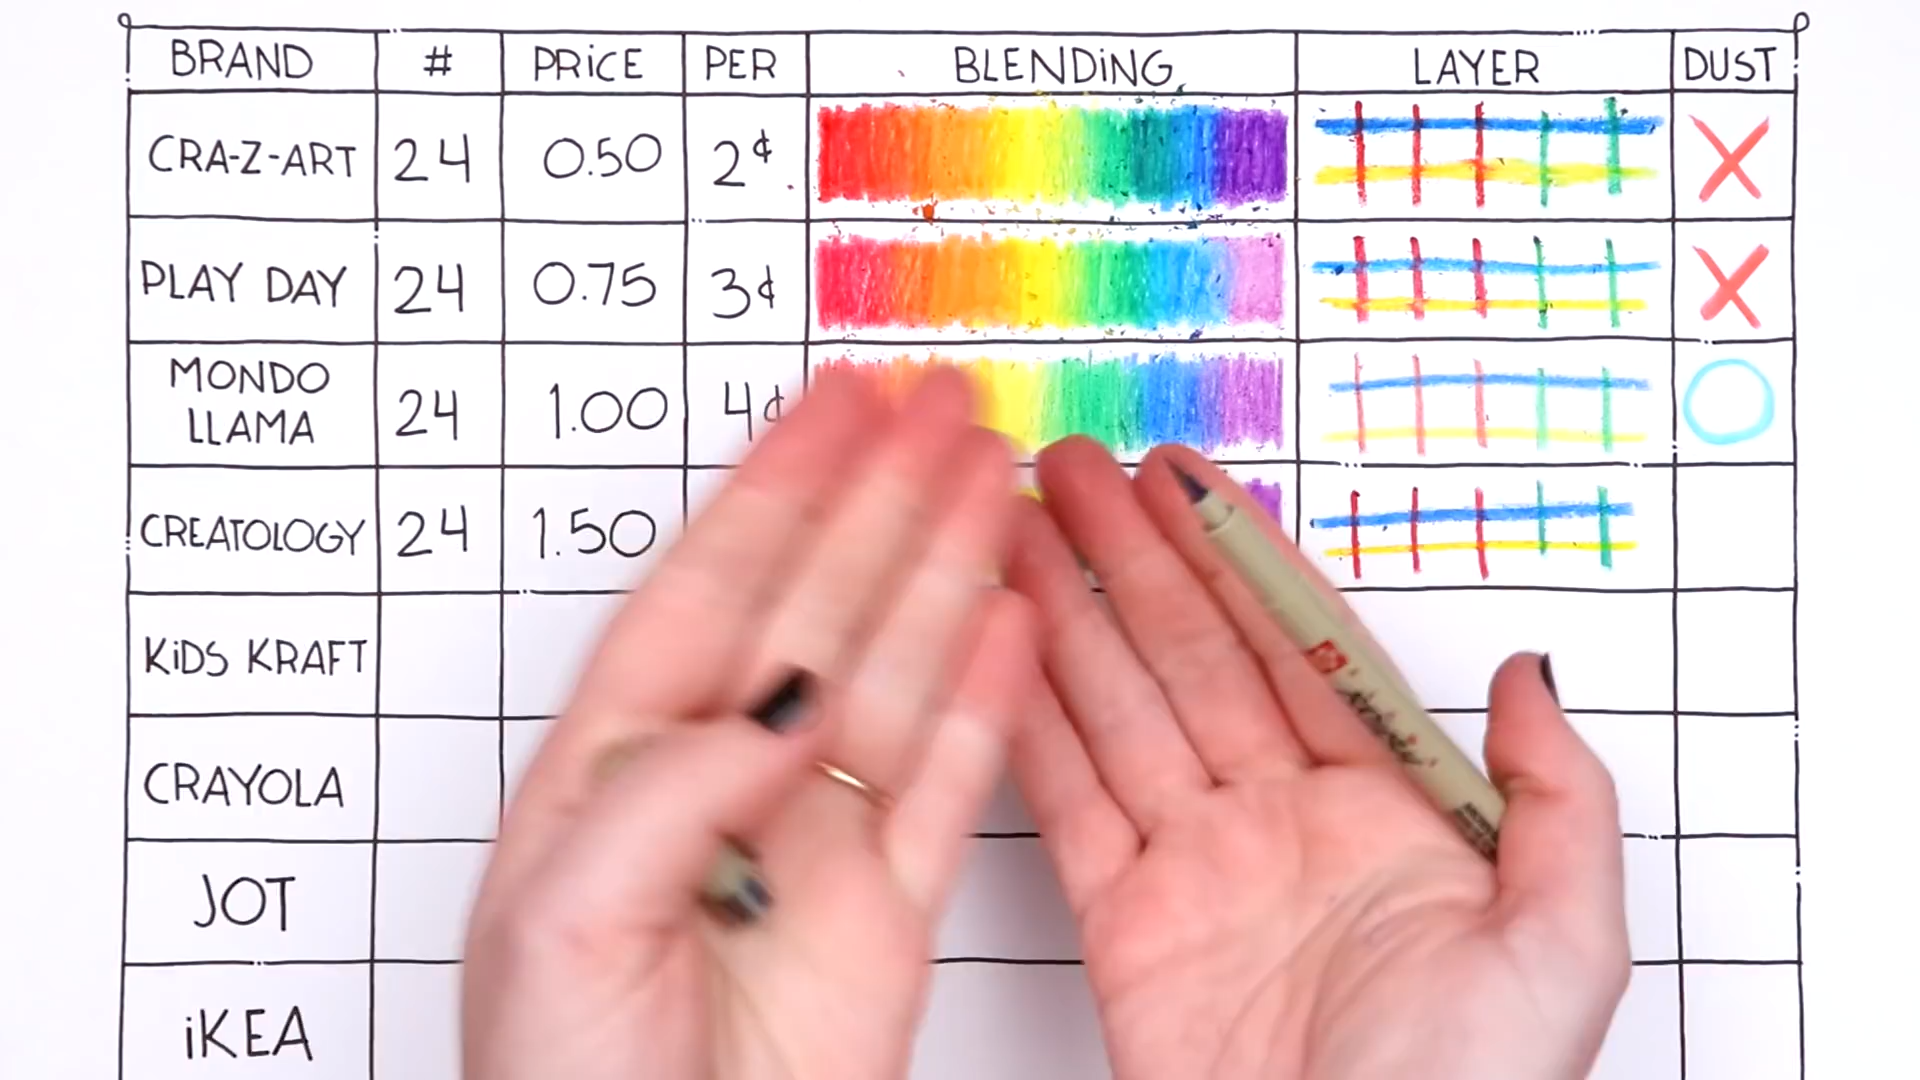 BRAND # PRiCE PER BLENDiNG LAYER DUST
CRA-Z-ART 24 0.50 2¢
PLAY DAY 24 0.75 3¢
MONDO
LLAMA 24 1.00 4¢
CREATOLOGY 24 1.50
KiDS KRAFT
CRAYOLA
JOT
iKEA